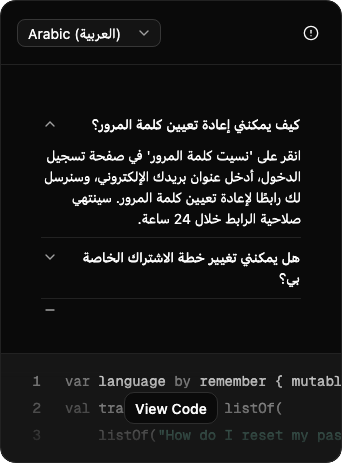 Arabic (العربية)
كيف يمكنني إعادة تعيين كلمة المرور؟
انقر على 'نسيت كلمة المرور' في صفحة تسجيل
الدخول، أدخل عنوان بريدك الإلكتروني، وسنرسل
لك رابطًا لإعادة تعيين كلمة المرور. سينتهي
صلاحية الرابط خلال 24 ساعة.
هل يمكنني تغيير خطة الاشتراك الخاصة
بي؟
1 var language by remember { mutabl
2 val tra listOf(
View Code
3 listOf("How do I reset my pas